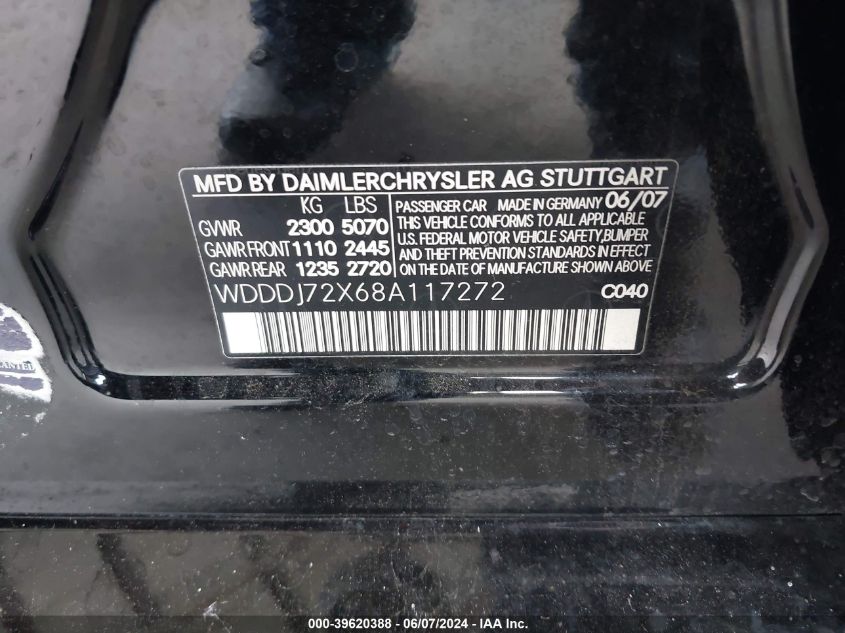 MFD BY DAIMLERCHRYSLER AG STUTTGART
KG LBS
GVWR 2300 5070
GAWR FRONT 1110 2445
GAWR REAR 1235 2720
PASSENGER CAR MADE IN GERMANY 06/07
THIS VEHICLE CONFORMS TO ALL APPLICABLE
U.S. FEDERAL MOTOR VEHICLE SAFETY,BUMPER
AND THEFT PREVENTION STANDARDS IN EFFECT
ON THE DATE OF MANUFACTURE SHOWN ABOVE.
WDDDJ72X68A117272 C040
000-39620388 - 06/07/2024 - IAA Inc.